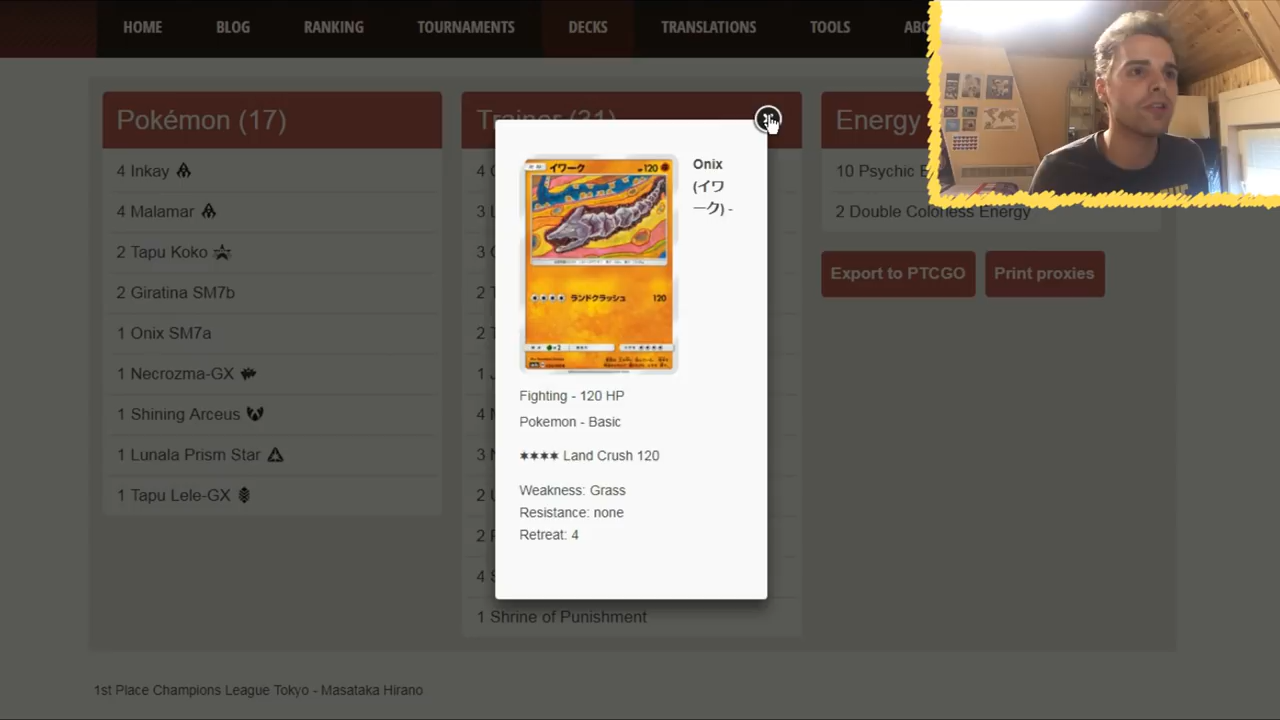 HOME BLOG RANKING TOURNAMENTS DECKS TRANSLATIONS TOOLS
Pokémon (17)
4 Inkay
4 Malamar
2 Tapu Koko
2 Giratina SM7b
1 Onix SM7a
1 Necrozma-GX
1 Shining Arceus
1 Lunala Prism Star
1 Tapu Lele-GX
Trainer (31)
4
3
3
2
2
1
4
3
2
2
4
1 Shrine of Punishment
イワーク 120
ランドクラッシュ 120
Onix
(イワ
ーク) -
Fighting - 120 HP
Pokemon - Basic
Land Crush 120
Weakness: Grass
Resistance: none
Retreat: 4
Energy
10 Psychic
2 Double Colorless Energy
Export to PTCGO
Print proxies
1st Place Champions League Tokyo - Masataka Hirano